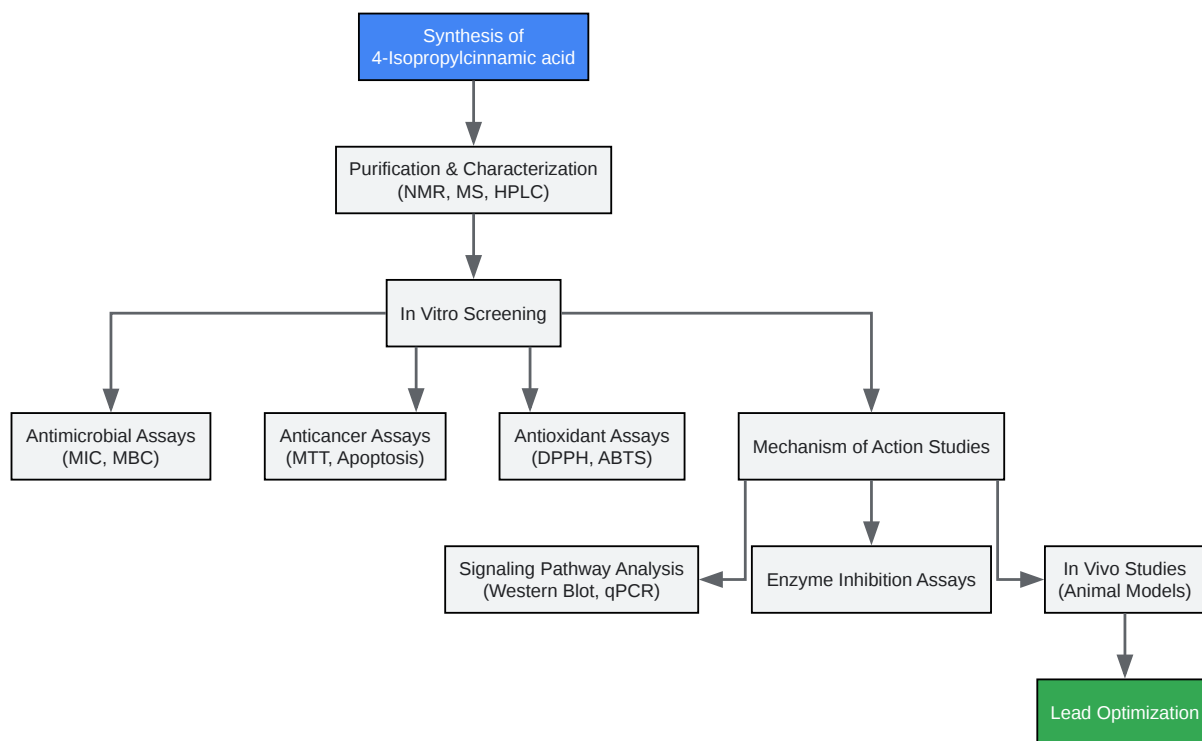 Synthesis of
4-Isopropylcinnamic acid
Purification & Characterization
(NMR, MS, HPLC)
In Vitro Screening
Antimicrobial Assays
(MIC, MBC)
Anticancer Assays
(MTT, Apoptosis)
Antioxidant Assays
(DPPH, ABTS)
Mechanism of Action Studies
Signaling Pathway Analysis
(Western Blot, qPCR)
Enzyme Inhibition Assays
In Vivo Studies
(Animal Models)
Lead Optimization